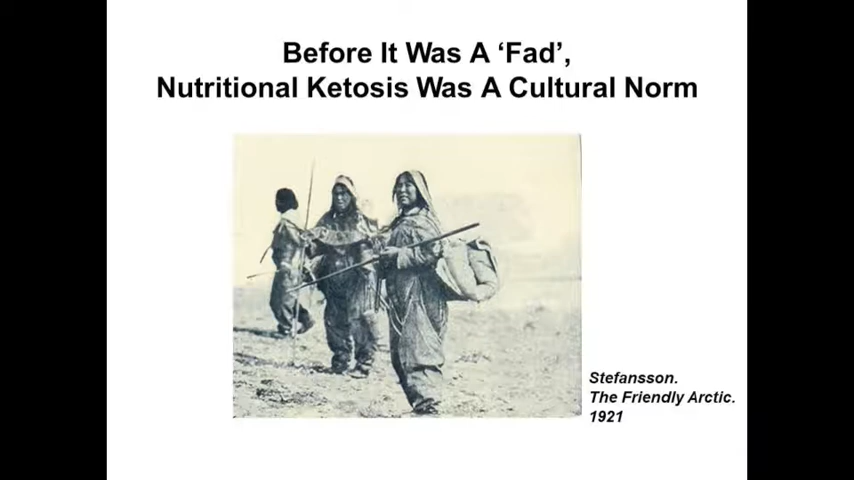 Before It Was A ‘Fad’,
Nutritional Ketosis Was A Cultural Norm
Stefansson.
The Friendly Arctic.
1921